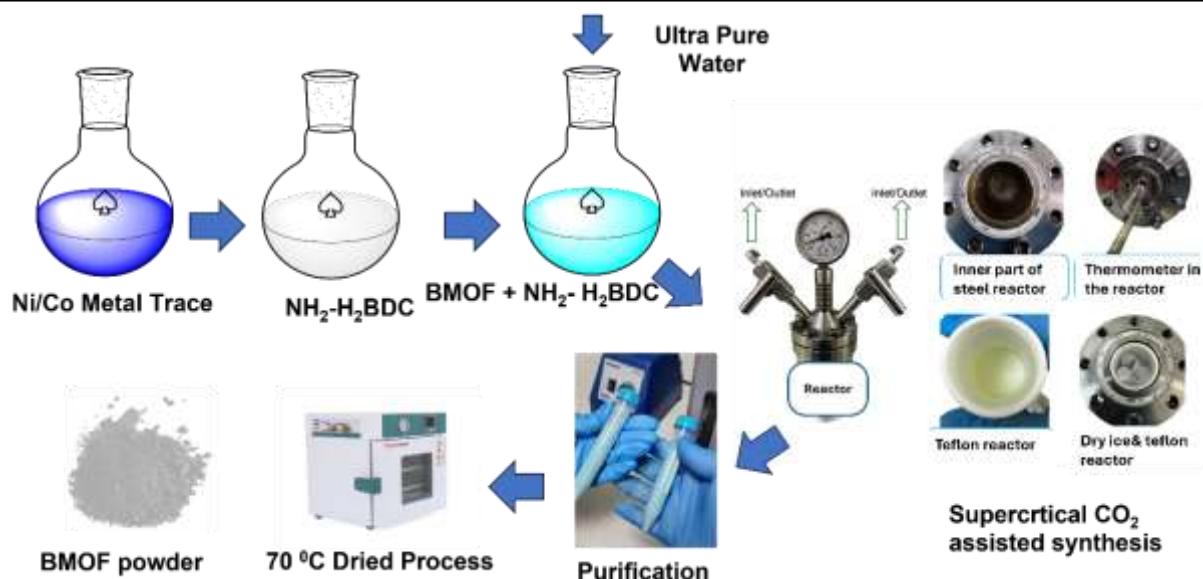 Ultra Pure
Water
Ni/Co Metal Trace
NH₂-H₂BDC
BMOF + NH₂- H₂BDC
Inlet/Outlet
Inlet/Outlet
Reactor
Inner part of
steel reactor
Thermometer in
the reactor
Teflon reactor
Dry ice& teflon
reactor
Supercrtical CO₂
assisted synthesis
Purification
70 ⁰C Dried Process
BMOF powder